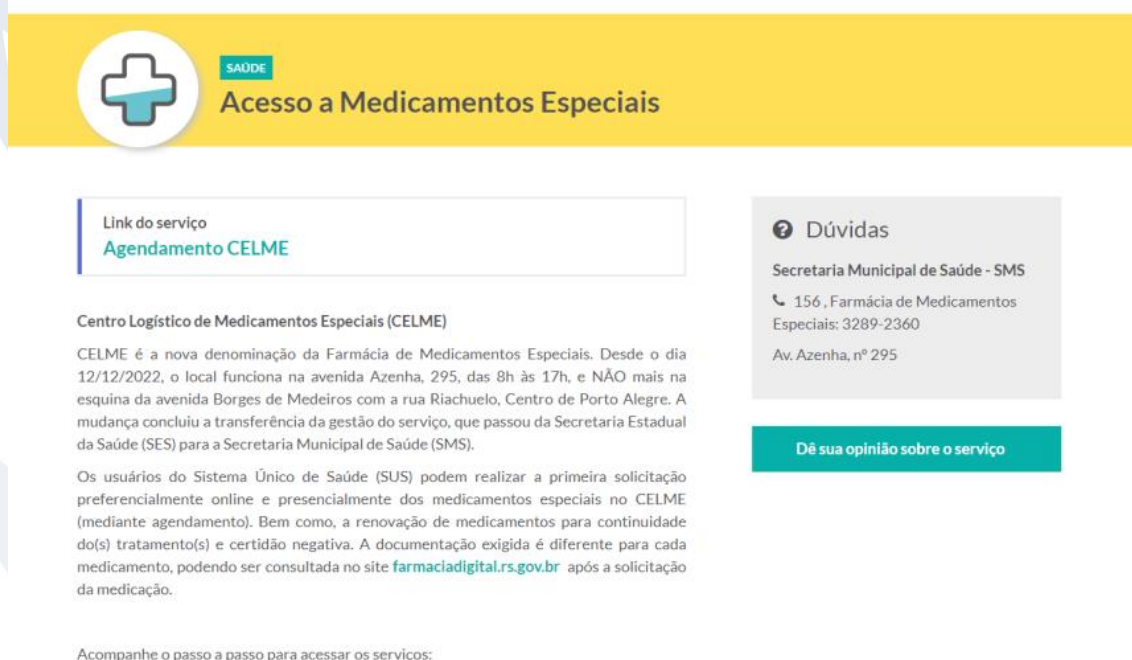 SAÚDE
Acesso a Medicamentos Especiais
Link do serviço
Agendamento CELME
Centro Logístico de Medicamentos Especiais (CELME)
CELME é a nova denominação da Farmácia de Medicamentos Especiais. Desde o dia
12/12/2022, o local funciona na avenida Azenha, 295, das 8h às 17h, e NÃO mais na
esquina da avenida Borges de Medeiros com a rua Riachuelo, Centro de Porto Alegre. A
mudança concluiu a transferência da gestão do serviço, que passou da Secretaria Estadual
da Saúde (SES) para a Secretaria Municipal de Saúde (SMS).
Os usuários do Sistema Único de Saúde (SUS) podem realizar a primeira solicitação
preferencialmente online e presencialmente dos medicamentos especiais no CELME
(mediante agendamento). Bem como, a renovação de medicamentos para continuidade
do(s) tratamento(s) e certidão negativa. A documentação exigida é diferente para cada
medicamento, podendo ser consultada no site farmaciadigital.rs.gov.br após a solicitação
da medicação.
Acompanhe o passo a passo para acessar os serviços:
Dúvidas
Secretaria Municipal de Saúde - SMS
156 , Farmácia de Medicamentos
Especiais: 3289-2360
Av. Azenha, nº 295
Dê sua opinião sobre o serviço